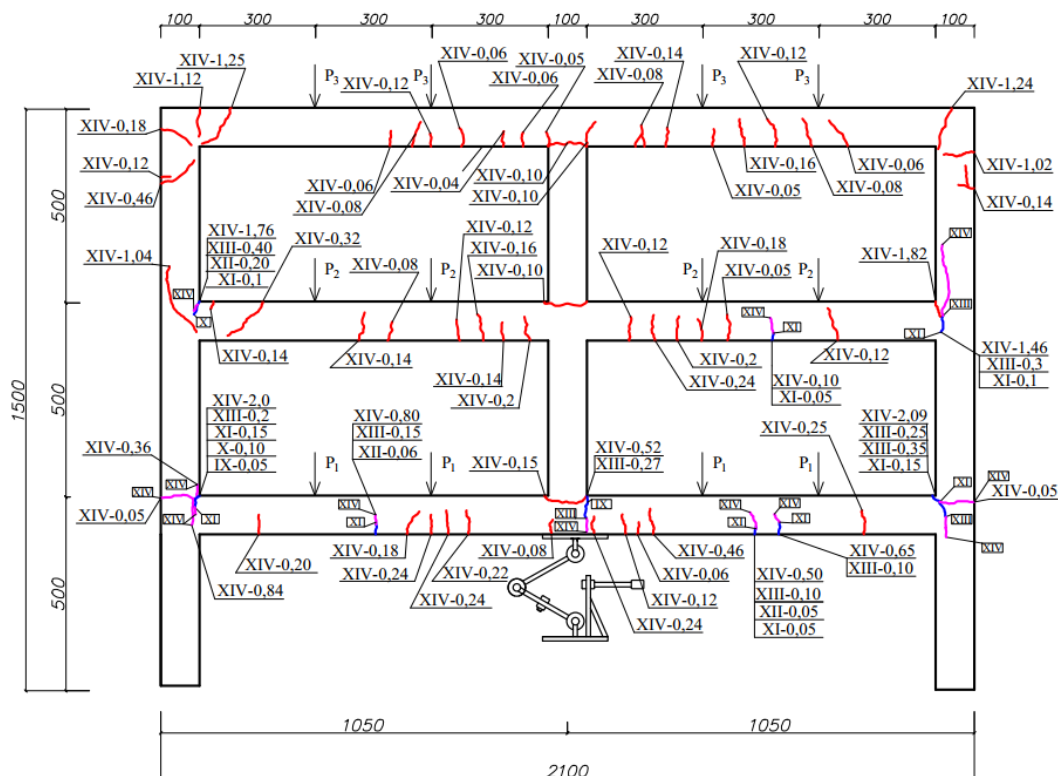 100 300 300 300 100 300 300 300 100
XIV-1,25
XIV-1,12
XIV-0,18
XIV-0,12
XIV-0,46
XIV-0,12
P3
P3
XIV-0,06
XIV-0,05
XIV-0,06
XIV-0,14
XIV-0,08
XIV-0,12
P3
P3
XIV-1,24
XIV-0,06
XIV-0,08
XIV-0,04
XIV-0,10
XIV-0,10
XIV-0,05
XIV-0,16
XIV-0,08
XIV-0,06
XIV-1,02
XIV-0,14
500
XIV-1,04
XIV-1,76
XIII-0,40
XII-0,20
XI-0,1
XIV-0,32
P2
XIV-0,08
P2
XIV-0,12
XIV-0,16
XIV-0,10
XIV-0,12
XIV-0,18
P2
XIV-0,05
P2
XIV-1,82
XIV
XIV
XI
XIV
XI
XIII
XI
XIV-0,14
XIV-0,14
XIV-0,14
XIV-0,2
XIV-0,2
XIV-0,24
XIV-0,10
XI-0,05
XIV-0,12
XIV-1,46
XIII-0,3
XI-0,1
1500
500
XIV-0,36
XIV-2,0
XIII-0,2
XI-0,15
X-0,10
IX-0,05
P1
XIV-0,80
XIII-0,15
XII-0,06
P1
XIV-0,15
XIV-0,52
XIII-0,27
P1
XIV-0,25
P1
XIV-2,09
XIII-0,25
XIII-0,35
XI-0,15
XIV
XIV
XIV-0,05
XIV
XI
XIV
XI
IX
XIII
XIV
XIV
XI
XIV
XI
XI
XIV
XIV-0,05
XIII
XIV
XIV-0,20
XIV-0,84
XIV-0,18
XIV-0,24
XIV-0,24
XIV-0,22
XIV-0,08
XIV-0,46
XIV-0,06
XIV-0,12
XIV-0,24
XIV-0,50
XIII-0,10
XII-0,05
XI-0,05
XIV-0,65
XIII-0,10
500
1050 1050
2100